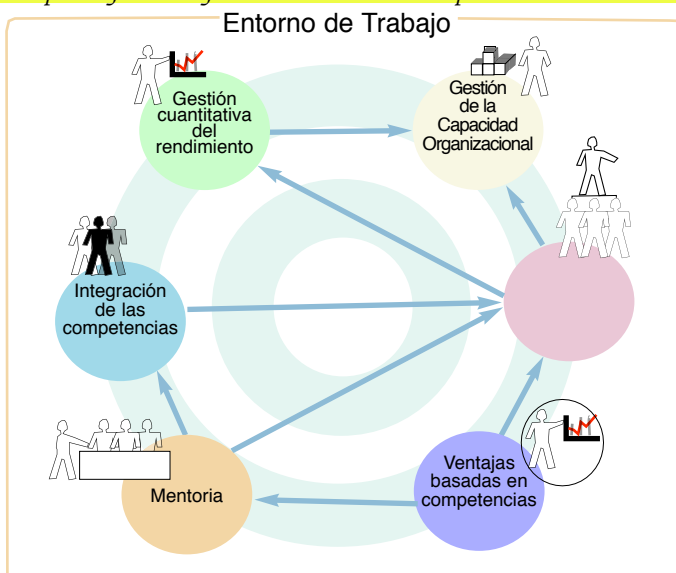 Entorno de Trabajo
Gestión
cuantitativa
del
rendimiento
Gestión
de la
Capacidad
Organizacional
Integración
de las
competencias
Mentoria
Ventajas
basadas en
competencias